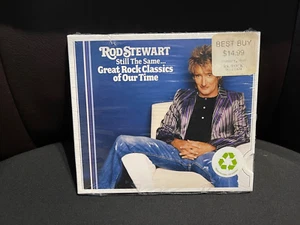 ROD STEWART
Still The Same...
Great Rock Classics
of Our Time
BEST BUY
$14.99